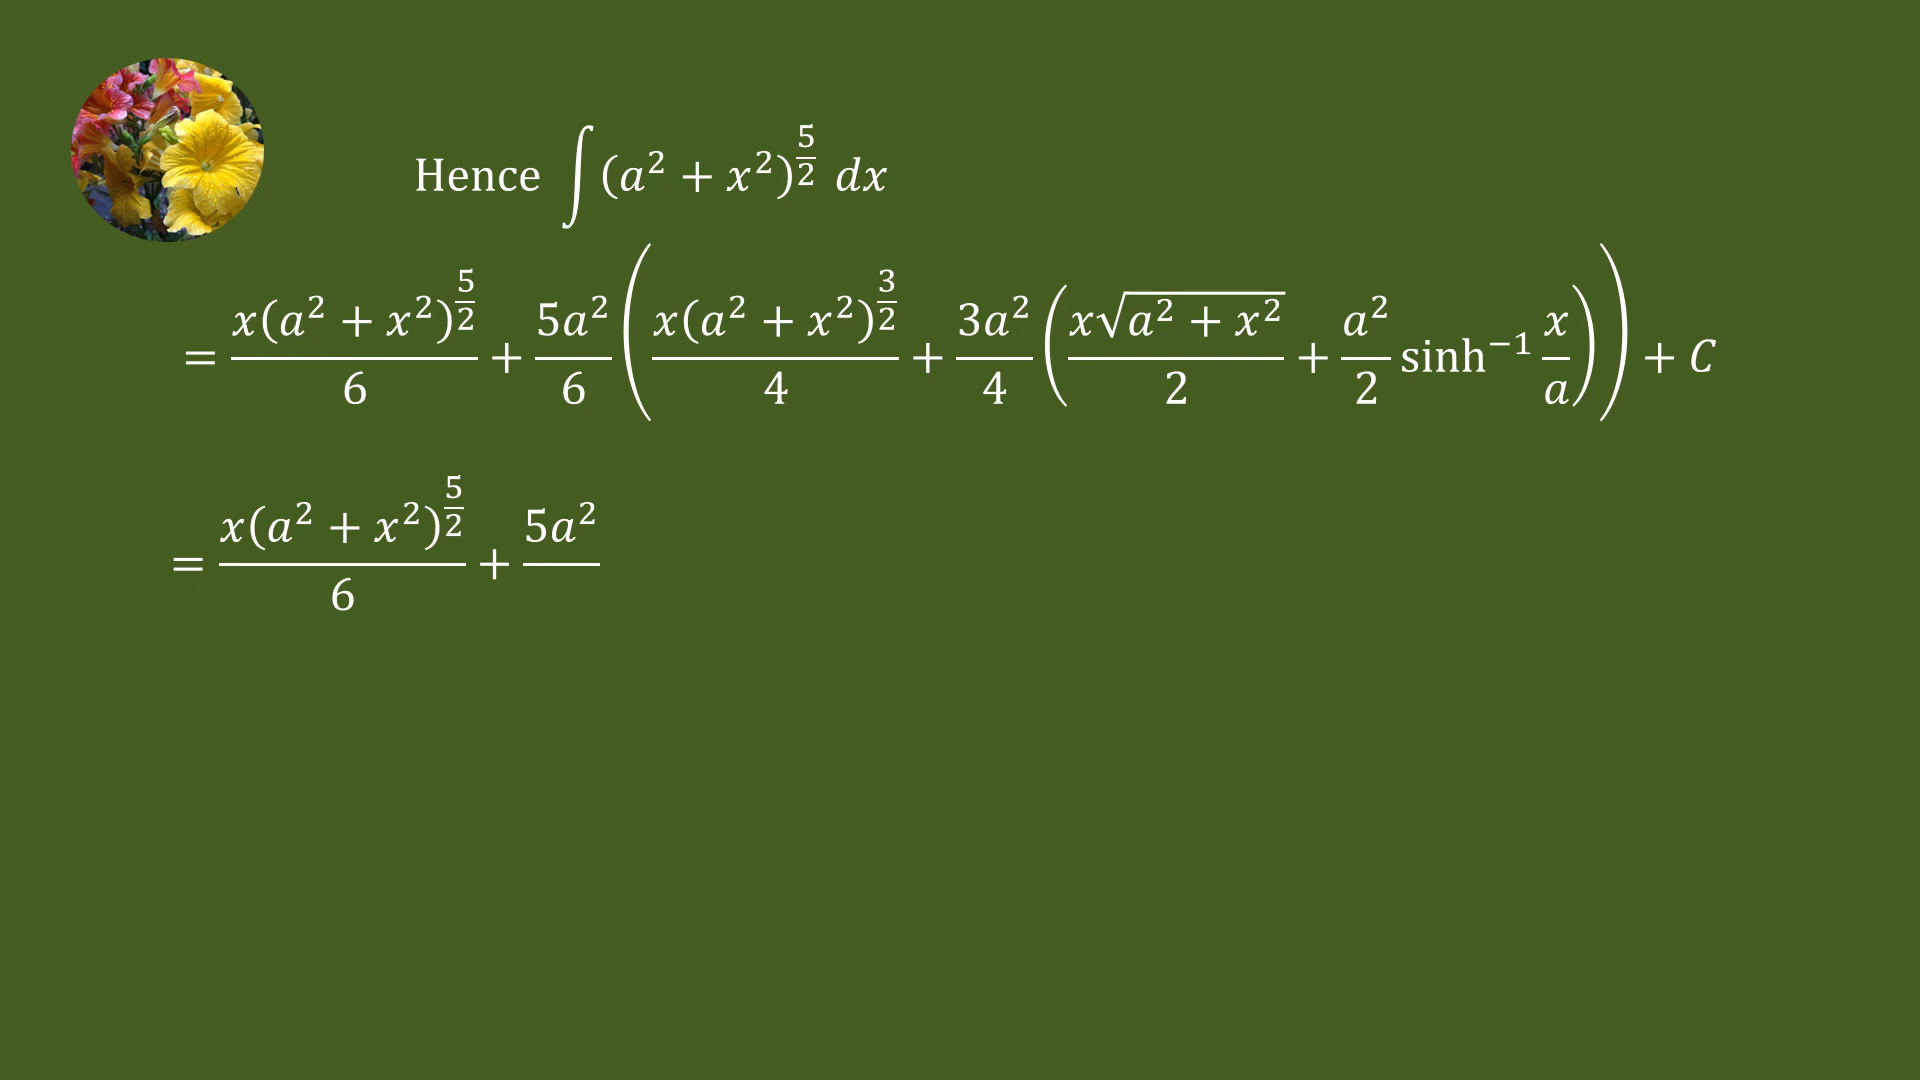 Hence ∫(a² + x²)^(5/2) dx
= x(a² + x²)^(5/2)/6 + 5a²/6 (x(a² + x²)^(3/2)/4 + 3a²/4 (x√(a² + x²)/2 + a²/2 sinh⁻¹ x/a)) + C
= x(a² + x²)^(5/2)/6 + 5a²/